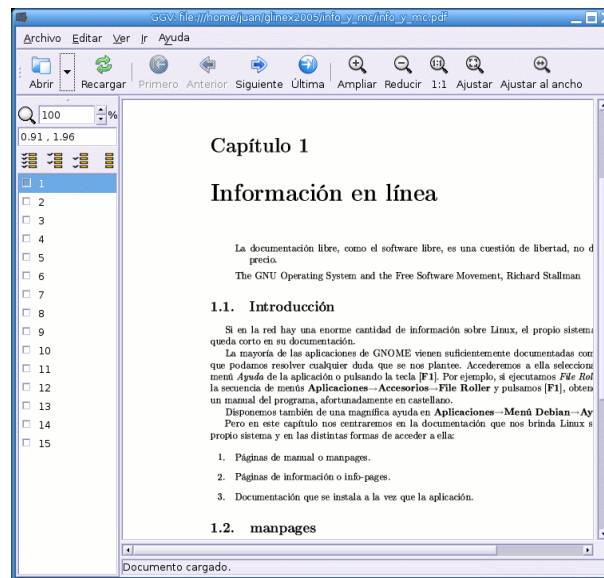 GGV: file:///home/juan/glinex2005/info_y_mc/info_y_mc.pdf
Archivo Editar Ver Ir Ayuda
Abrir Recargar Primero Anterior Siguiente Última Ampliar Reducir 1:1 Ajustar Ajustar al ancho
100 %
0.91 , 1.96
1
2
3
4
5
6
7
8
9
10
11
12
13
14
15
Capítulo 1
Información en línea
La documentación libre, como el software libre, es una cuestión de libertad, no d
precio.
The GNU Operating System and the Free Software Movement, Richard Stallman
1.1. Introducción
Si en la red hay una enorme cantidad de información sobre Linux, el propio sistema
queda corto en su documentación.
La mayoría de las aplicaciones de GNOME vienen suficientemente documentadas com
que podamos resolver cualquier duda que se nos plantee. Accederemos a ella selecciona
menú Ayuda de la aplicación o pulsando la tecla [F1]. Por ejemplo, si ejecutamos File Rol
la secuencia de menús Aplicaciones→Accesorios→File Roller y pulsamos [F1], obten
un manual del programa, afortunadamente en castellano.
Disponemos también de una magnífica ayuda en Aplicaciones→Menú Debian→Ay
Pero en este capítulo nos centraremos en la documentación que nos brinda Linux s
propio sistema y en las distintas formas de acceder a ella:
1. Páginas de manual o manpages.
2. Páginas de información o info-pages.
3. Documentación que se instala a la vez que la aplicación.
1.2. manpages
Documento cargado.